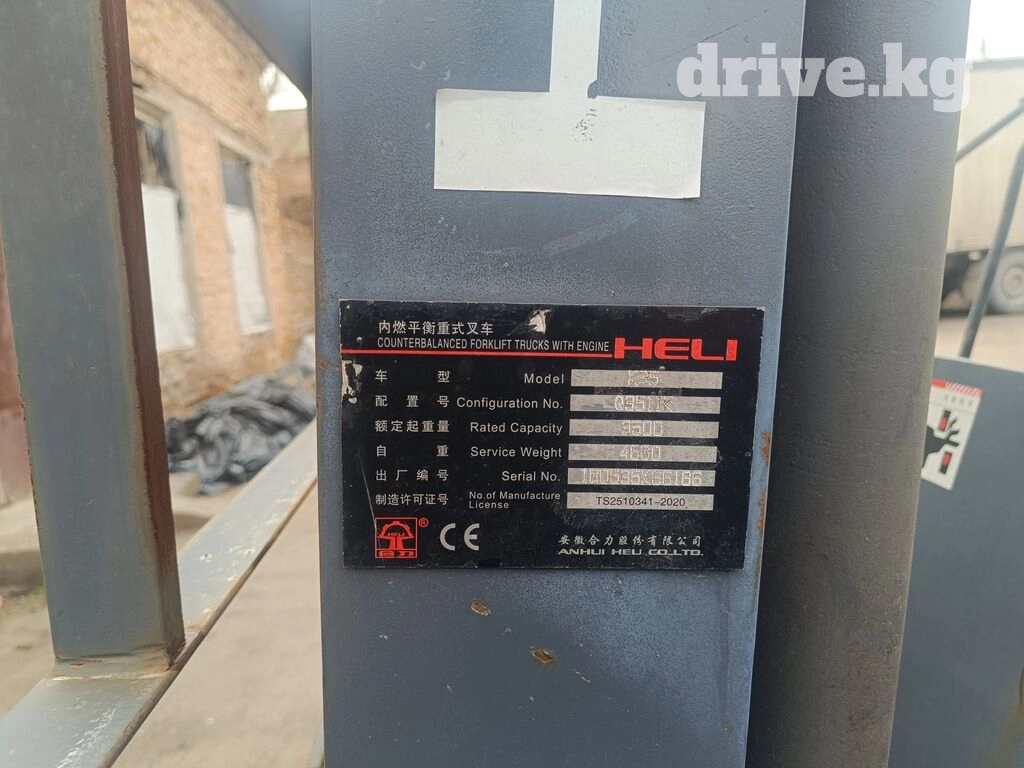 drive.kg
内燃平衡重式叉车
COUNTERBALANCED FORKLIFT TRUCKS WITH ENGINE HELI
车 型 Model K35
配置号 Configuration No.
额定起重量 Rated Capacity 3500
自 重 Service Weight
出厂编号 Serial No.
制造许可证号 No.of Manufacture License TS2510341-2020
HELI
合力 ® CE
安徽合力股份有限公司
ANHUI HELI CO.,LTD.